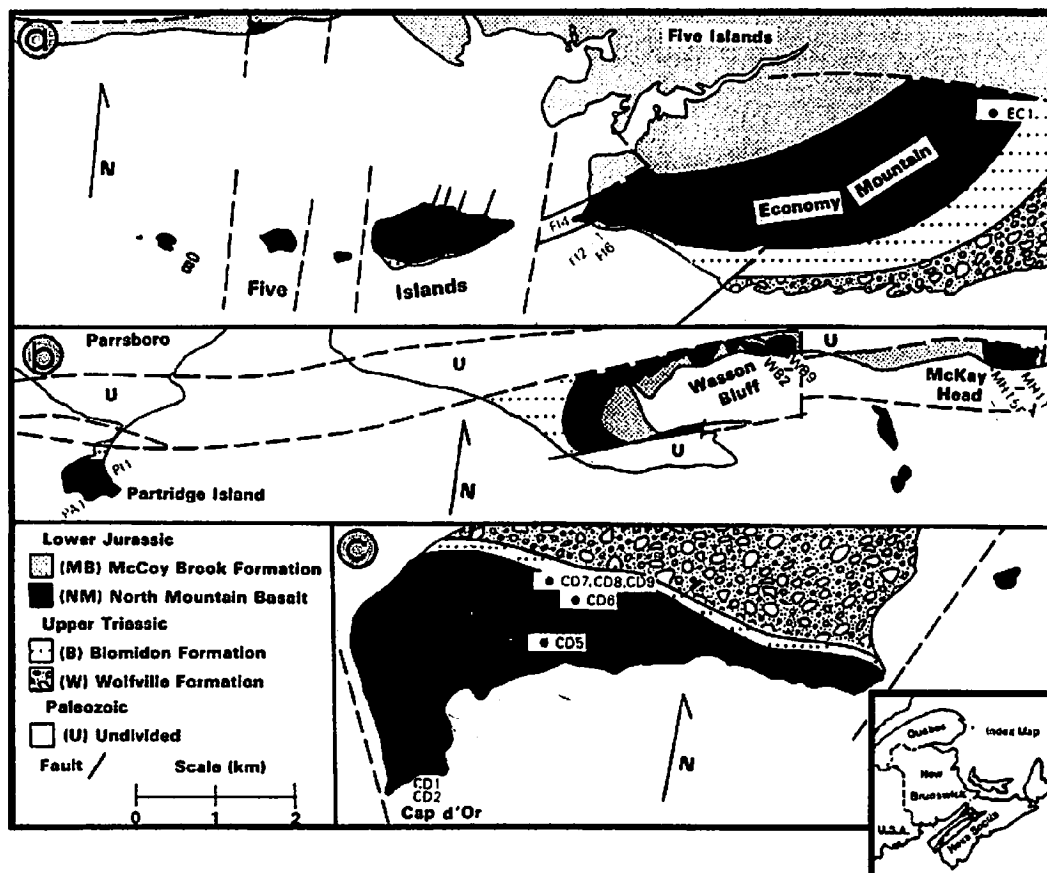 a
Five Islands
N
EC1
Economy
Mountain
FI4
FI2
FI6
Five
Islands
b
Parrsboro
U
U
U
U
N
Wasson
Bluff
WB2
WB9
McKay
Head
PI1
PA1
Partridge Island
Lower Jurassic
(MB) McCoy Brook Formation
(NM) North Mountain Basalt
Upper Triassic
(B) Blomidon Formation
(W) Wolfville Formation
Paleozoic
(U) Undivided
Fault
Scale (km)
0 1 2
c
CD7,CD8,CD9
CD6
CD5
N
CD1
CD2
Cap d'Or
Quebec
Index Map
New
Brunswick
U.S.A.
Nova Scotia